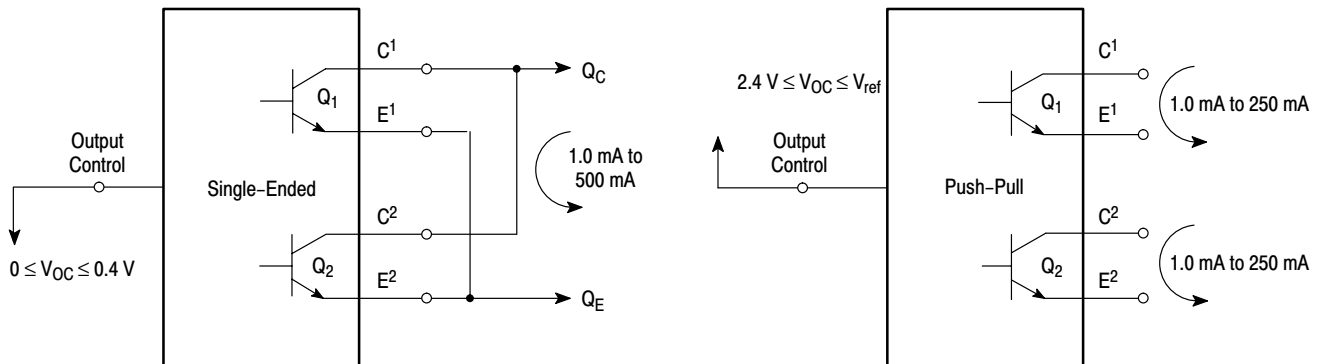 C1
QC
Q1
E1
Output
Control
1.0 mA to
500 mA
Single–Ended
C2
0 ≤ VOC ≤ 0.4 V
Q2
E2
QE
C1
2.4 V ≤ VOC ≤ Vref
Q1
1.0 mA to 250 mA
E1
Output
Control
Push–Pull
C2
Q2
1.0 mA to 250 mA
E2